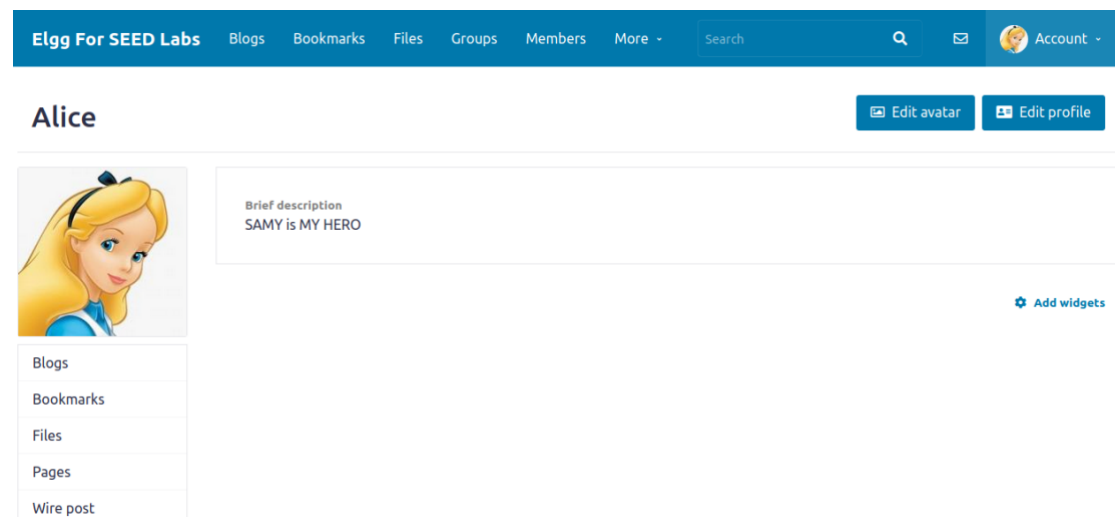 Elgg For SEED Labs Blogs Bookmarks Files Groups Members More Search Account
Alice
Edit avatar Edit profile
Brief description
SAMY is MY HERO
Add widgets
Blogs
Bookmarks
Files
Pages
Wire post